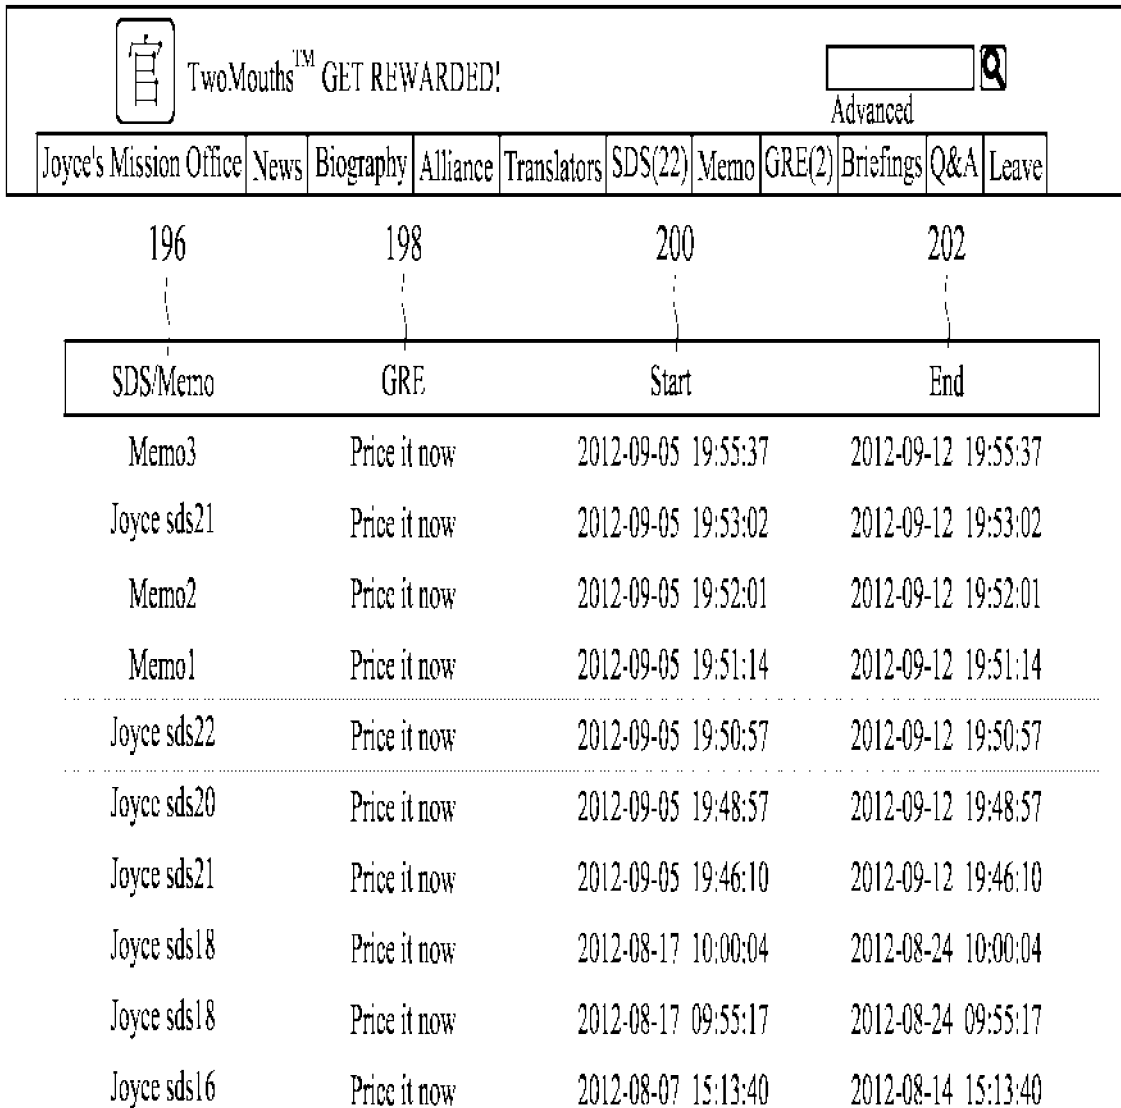 官 TwoMouths™ GET REWARDED!
Advanced
Joyce's Mission Office News Biography Alliance Translators SDS(22) Memo GRE(2) Briefings Q&A Leave
196 198 200 202
SDS/Memo GRE Start End
Memo3 Price it now 2012-09-05 19:55:37 2012-09-12 19:55:37
Joyce sds21 Price it now 2012-09-05 19:53:02 2012-09-12 19:53:02
Memo2 Price it now 2012-09-05 19:52:01 2012-09-12 19:52:01
Memo1 Price it now 2012-09-05 19:51:14 2012-09-12 19:51:14
Joyce sds22 Price it now 2012-09-05 19:50:57 2012-09-12 19:50:57
Joyce sds20 Price it now 2012-09-05 19:48:57 2012-09-12 19:48:57
Joyce sds21 Price it now 2012-09-05 19:46:10 2012-09-12 19:46:10
Joyce sds18 Price it now 2012-08-17 10:00:04 2012-08-24 10:00:04
Joyce sds18 Price it now 2012-08-17 09:55:17 2012-08-24 09:55:17
Joyce sds16 Price it now 2012-08-07 15:13:40 2012-08-14 15:13:40